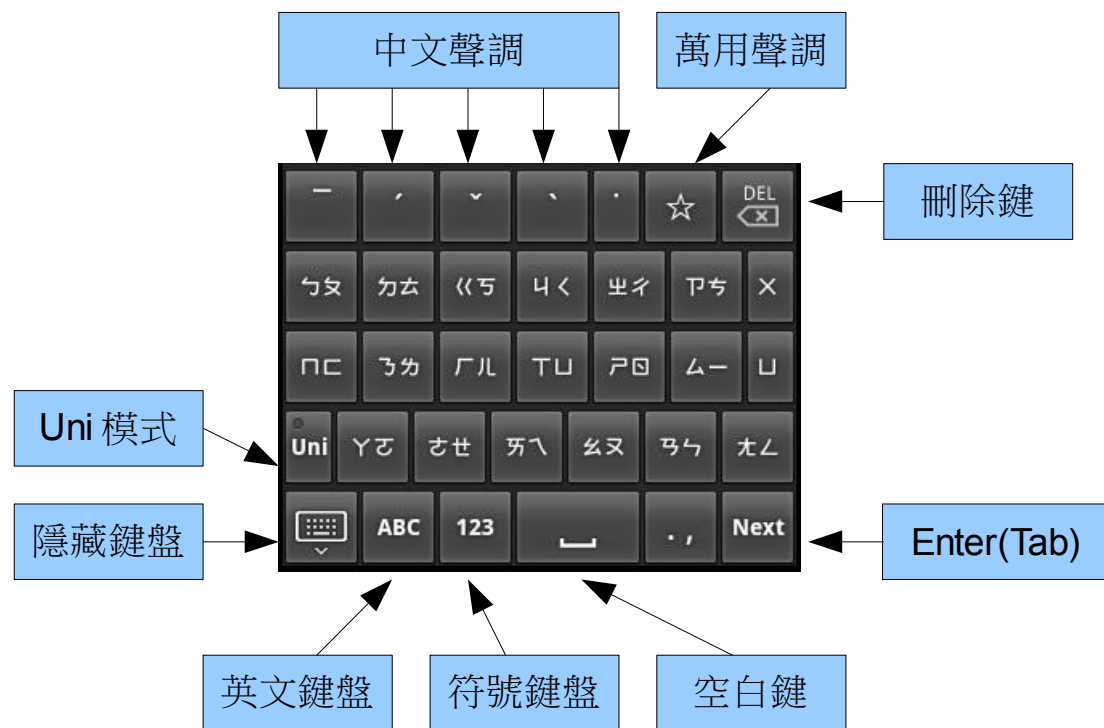 中文聲調 萬用聲調
ˉ ˊ ˇ ˋ ˙ ☆ DEL
刪除鍵
ㄅㄆ ㄉㄊ ㄍㄎ ㄐㄑ ㄓㄔ ㄗㄘ ㄨ
ㄇㄈ ㄋㄌ ㄏㄦ ㄒㄩ ㄕㄖ ㄙㄧ ㄩ
Uni 模式
Uni ㄚㄛ ㄜㄝ ㄞㄟ ㄠㄡ ㄢㄣ ㄤㄥ
隱藏鍵盤
ABC 123 . , Next
Enter(Tab)
英文鍵盤 符號鍵盤 空白鍵